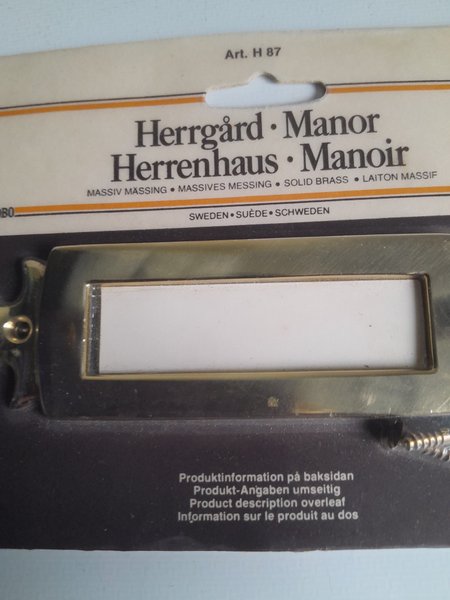 Art. H 87
Herrgård · Manor
Herrenhaus · Manoir
MASSIV MÄSSING • MASSIVES MESSING • SOLID BRASS • LAITON MASSIF
SWEDEN • SUÈDE • SCHWEDEN
Produktinformation på baksidan
Produkt-Angaben umseitig
Product description overleaf
Information sur le produit au dos